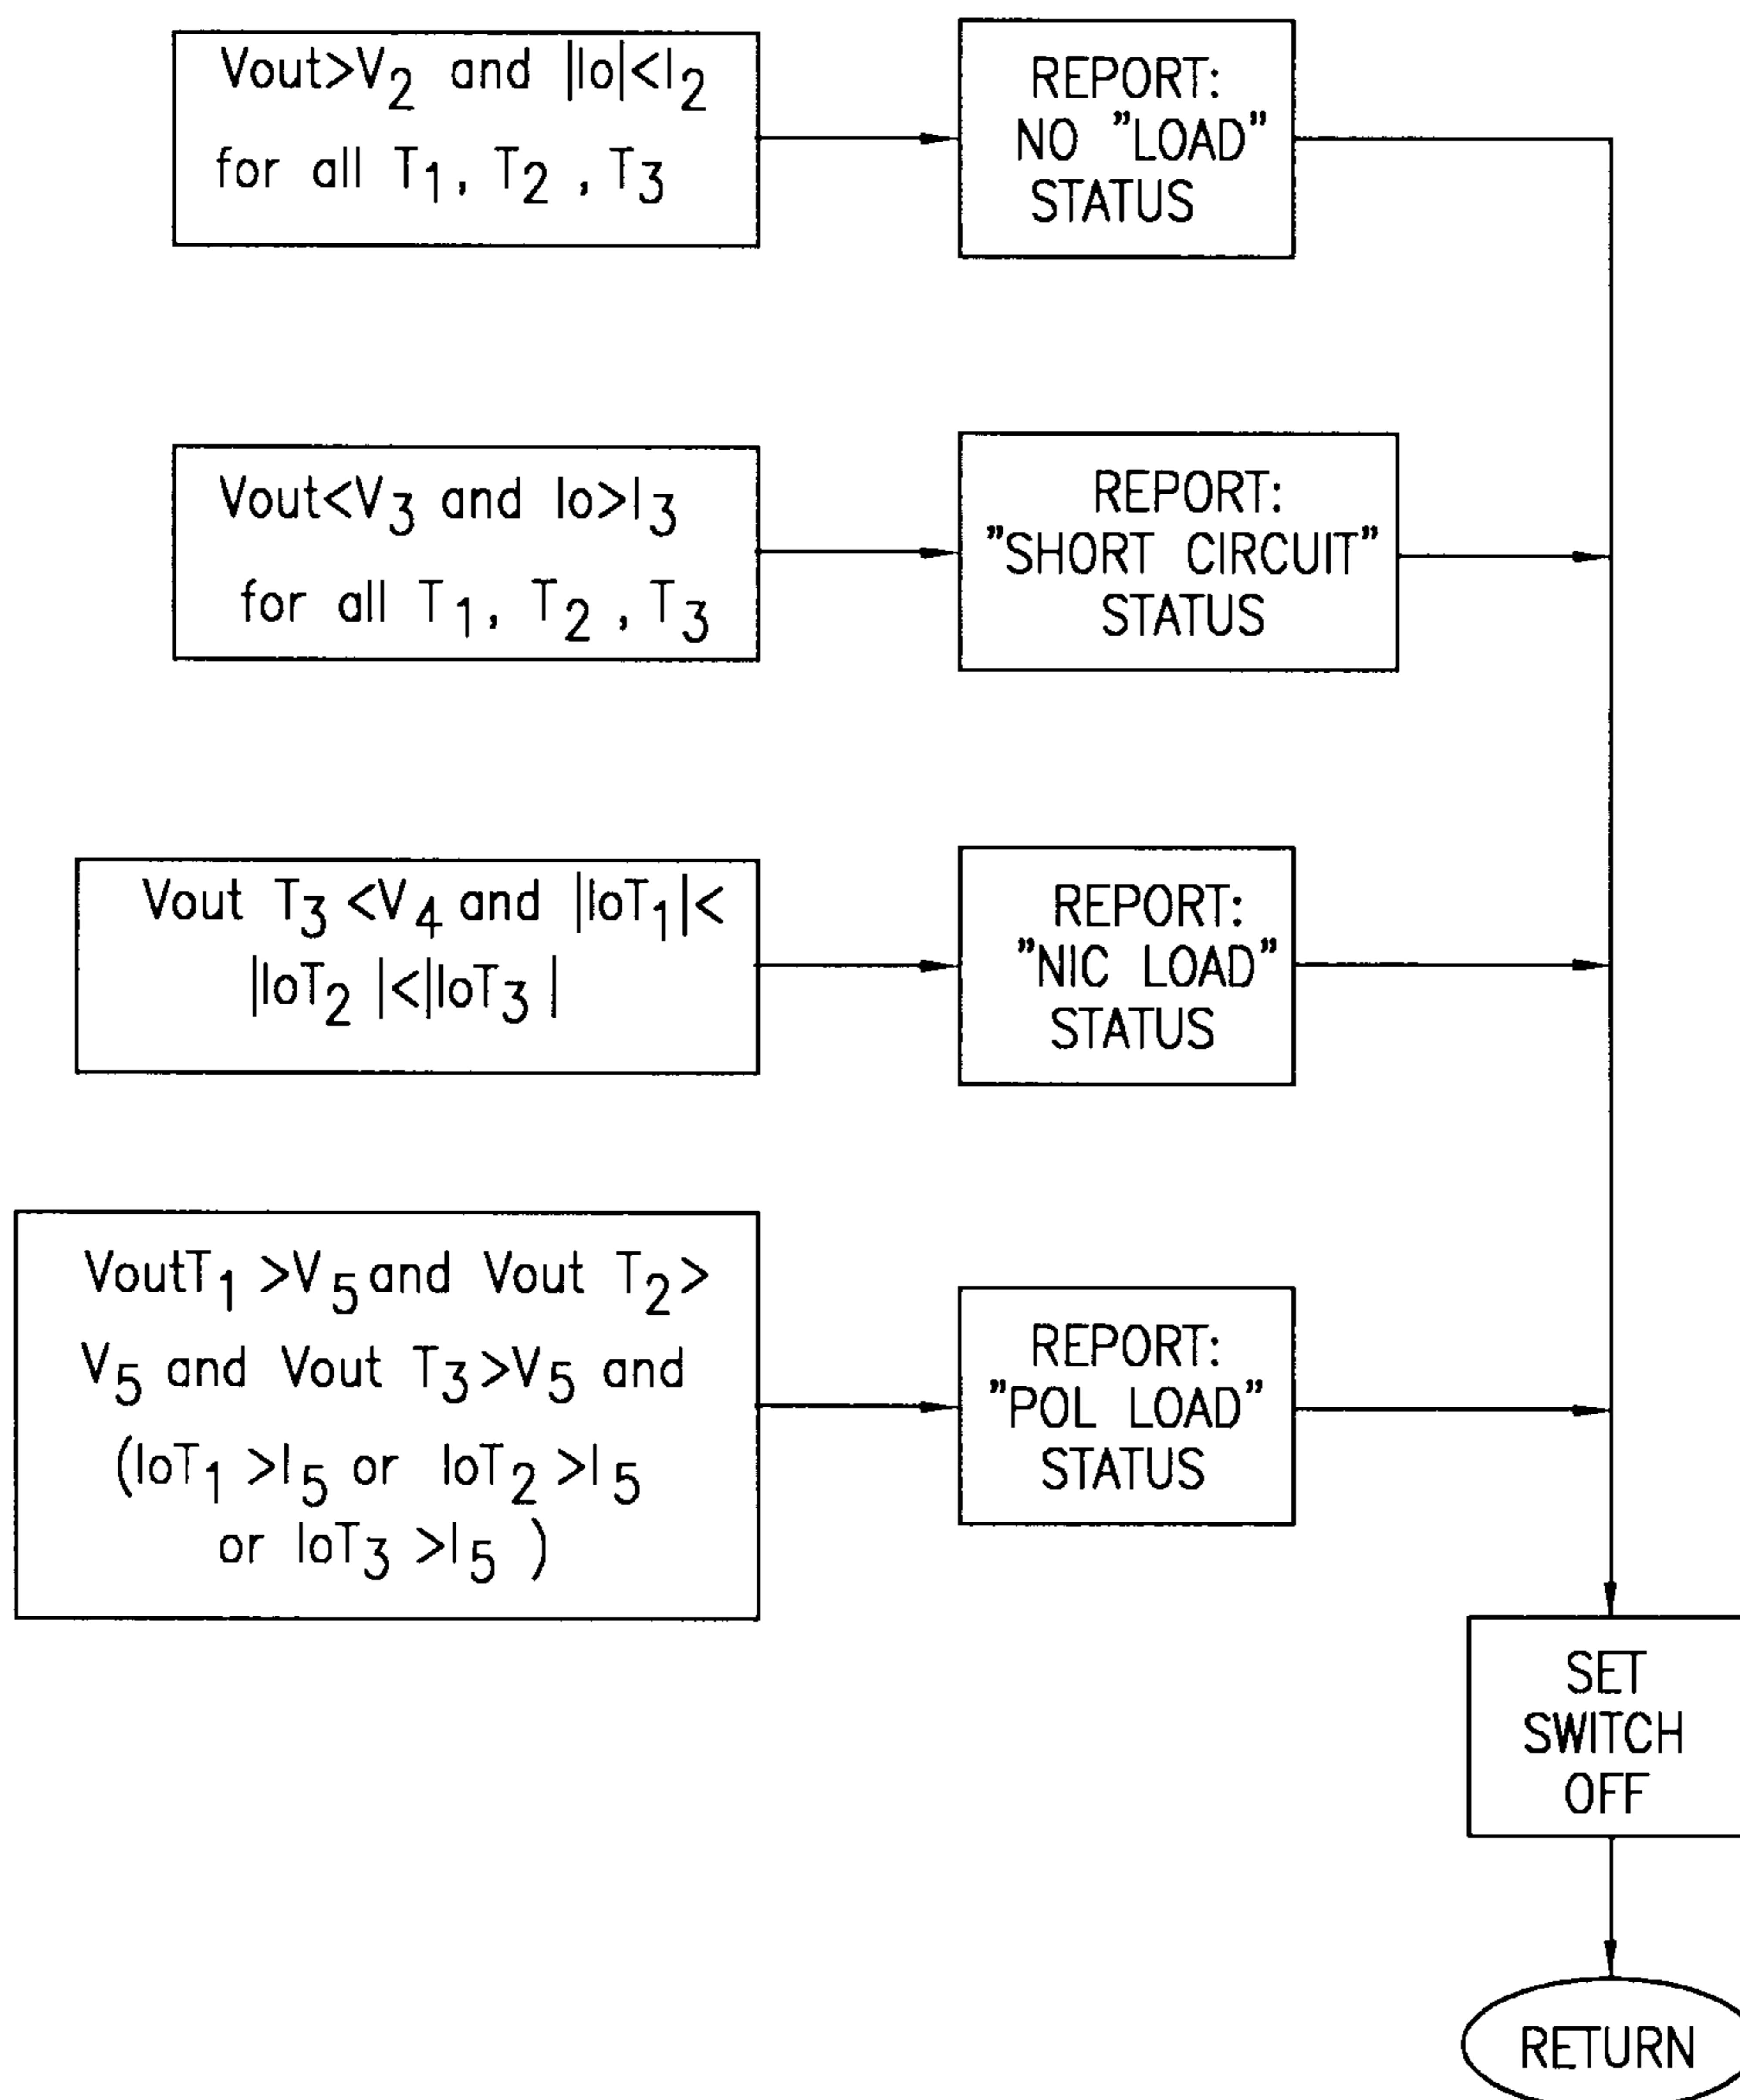 Vout>V₂ and |Io|<I₂
for all T₁, T₂ , T₃
REPORT:
NO "LOAD"
STATUS
Vout<V₃ and Io>I₃
for all T₁, T₂ , T₃
REPORT:
"SHORT CIRCUIT"
STATUS
Vout T₃ <V₄ and |IoT₁|<
|IoT₂ |<|IoT₃ |
REPORT:
"NIC LOAD"
STATUS
VoutT₁ >V₅ and Vout T₂>
V₅ and Vout T₃>V₅ and
(IoT₁ >I₅ or IoT₂ >I₅
or IoT₃ >I₅ )
REPORT:
"POL LOAD"
STATUS
SET
SWITCH
OFF
RETURN